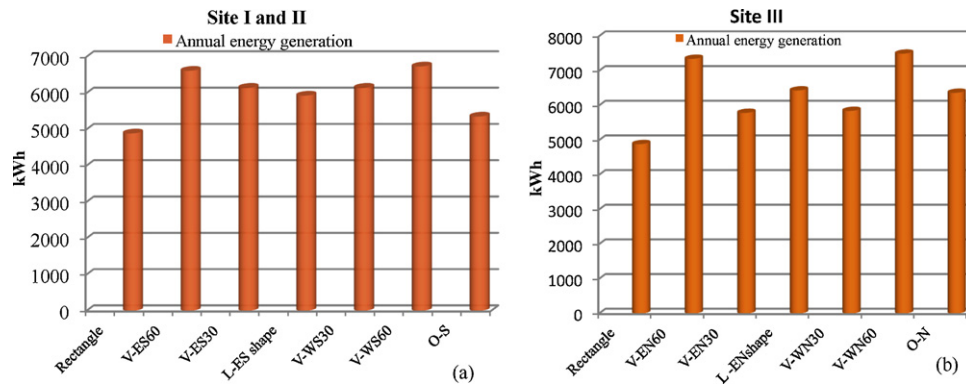 Site I and II
Annual energy generation
7000
6000
5000
4000
3000
2000
1000
0
kWh
Rectangle
V-ES60
V-ES30
L-ES shape
V-WS30
V-WS60
O-S
(a)
Site III
Annual energy generation
8000
7000
6000
5000
4000
3000
2000
1000
0
kWh
Rectangle
V-EN60
V-EN30
L -ENshape
V-WN30
V-WN60
O-N
(b)